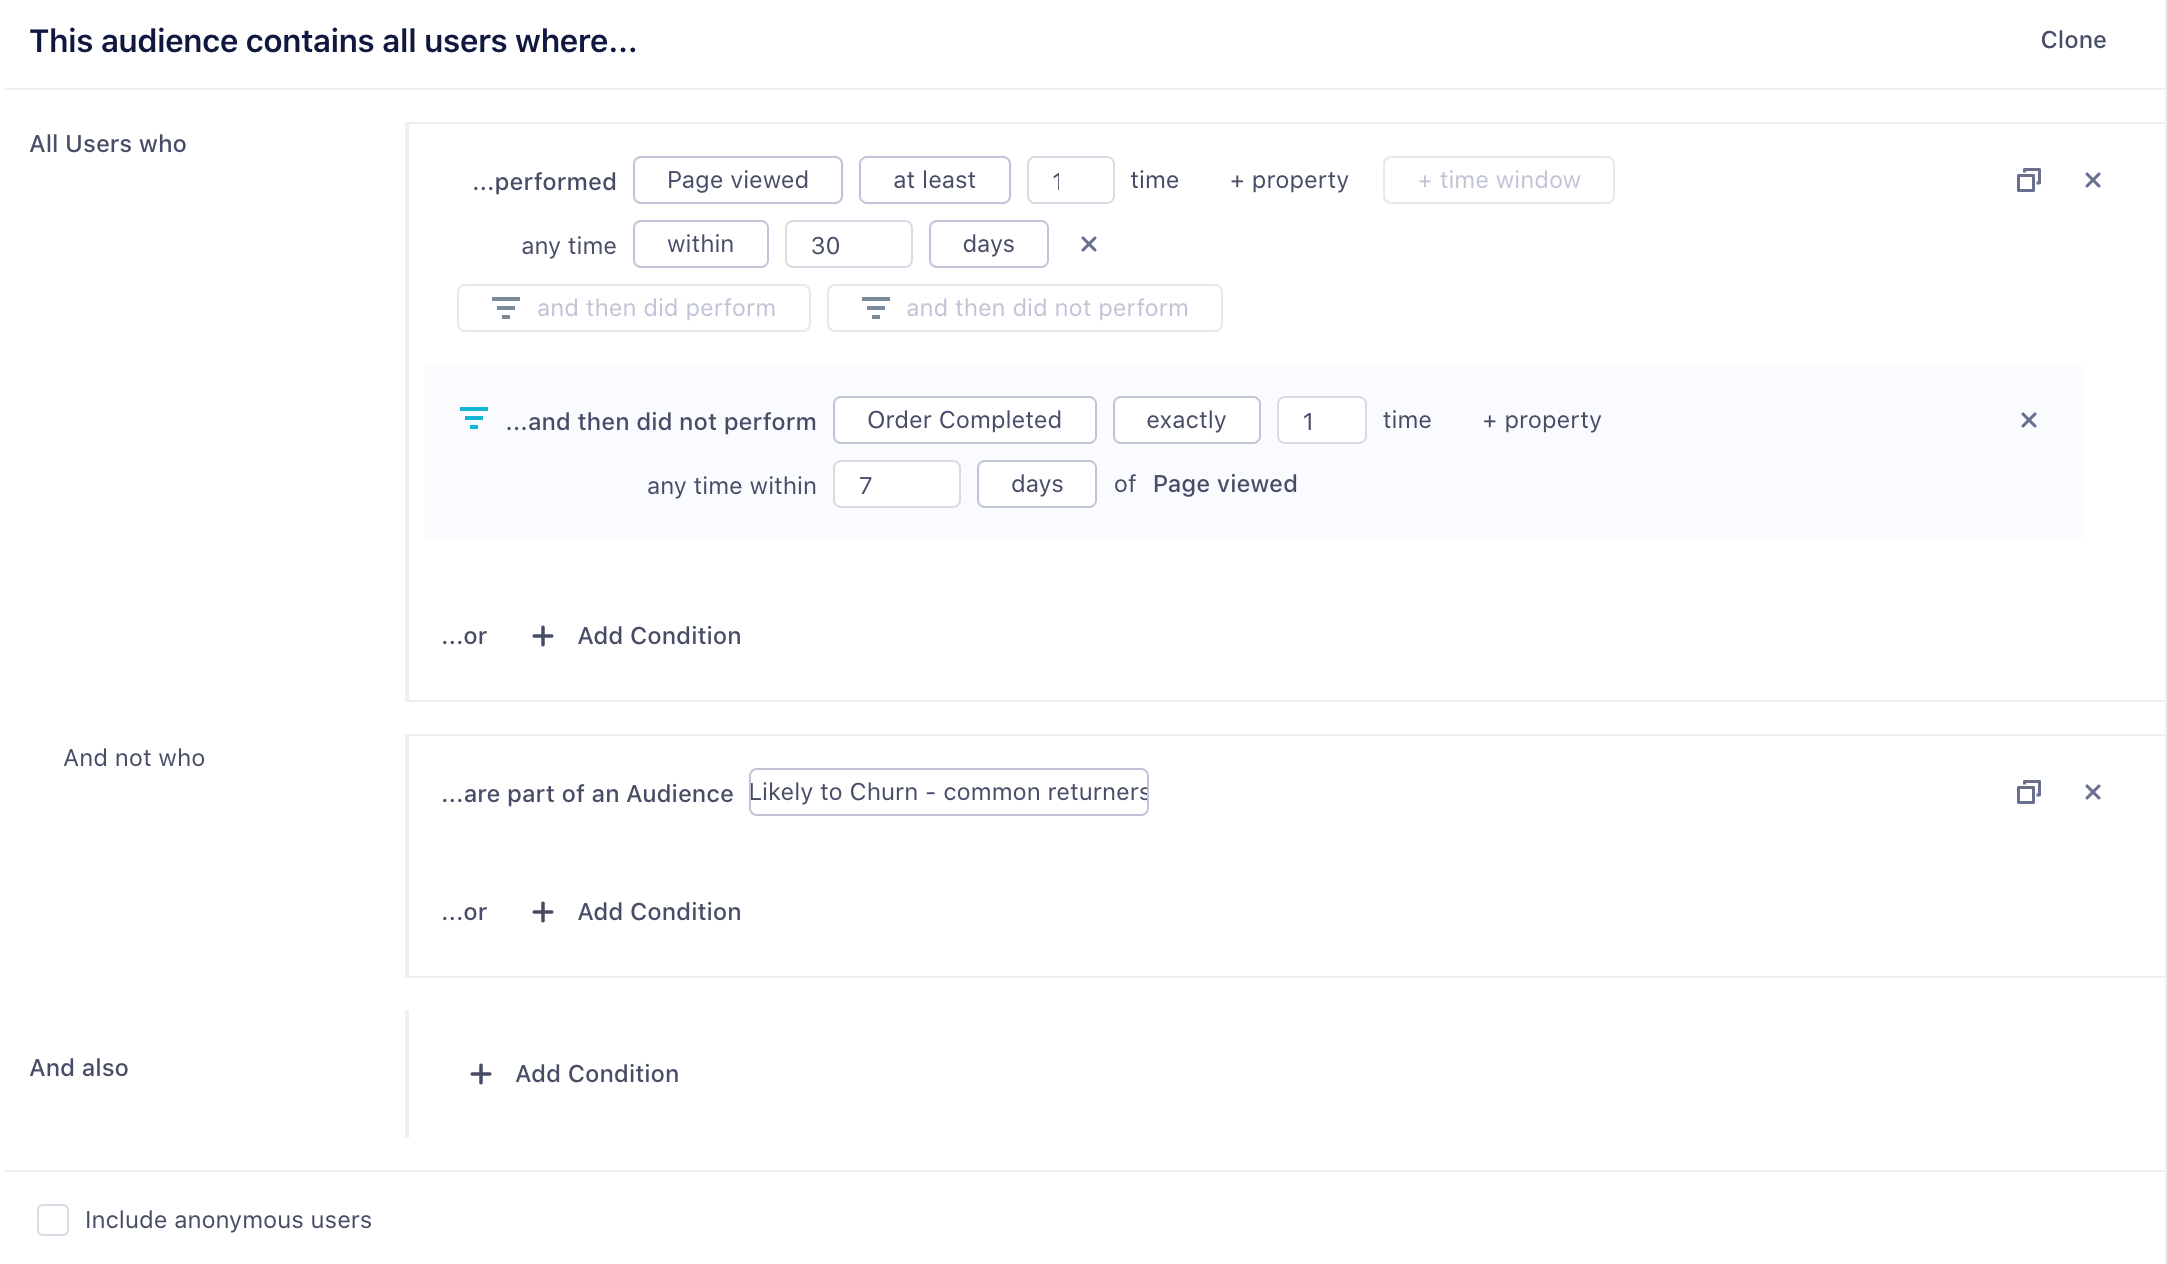 This audience contains all users where...
Clone
All Users who
...performed Page viewed at least 1 time + property + time window
any time within 30 days
and then did perform and then did not perform
...and then did not perform Order Completed exactly 1 time + property
any time within 7 days of Page viewed
...or + Add Condition
And not who
...are part of an Audience Likely to Churn - common returners
...or + Add Condition
And also
+ Add Condition
Include anonymous users